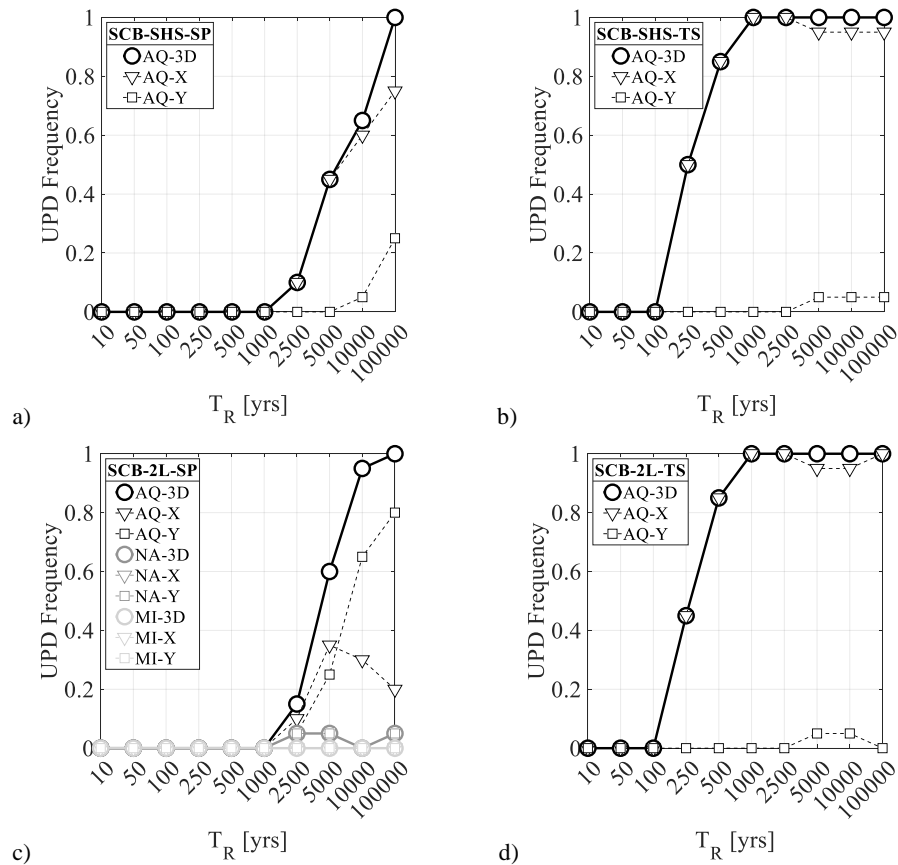 SCB-SHS-SP
AQ-3D
AQ-X
AQ-Y
UPD Frequency
1
0.8
0.6
0.4
0.2
0
10
50
100
250
500
1000
2500
5000
10000
100000
T_R [yrs]
a)
SCB-SHS-TS
AQ-3D
AQ-X
AQ-Y
UPD Frequency
1
0.8
0.6
0.4
0.2
0
10
50
100
250
500
1000
2500
5000
10000
100000
T_R [yrs]
b)
SCB-2L-SP
AQ-3D
AQ-X
AQ-Y
NA-3D
NA-X
NA-Y
MI-3D
MI-X
MI-Y
UPD Frequency
1
0.8
0.6
0.4
0.2
0
10
50
100
250
500
1000
2500
5000
10000
100000
T_R [yrs]
c)
SCB-2L-TS
AQ-3D
AQ-X
AQ-Y
UPD Frequency
1
0.8
0.6
0.4
0.2
0
10
50
100
250
500
1000
2500
5000
10000
100000
T_R [yrs]
d)